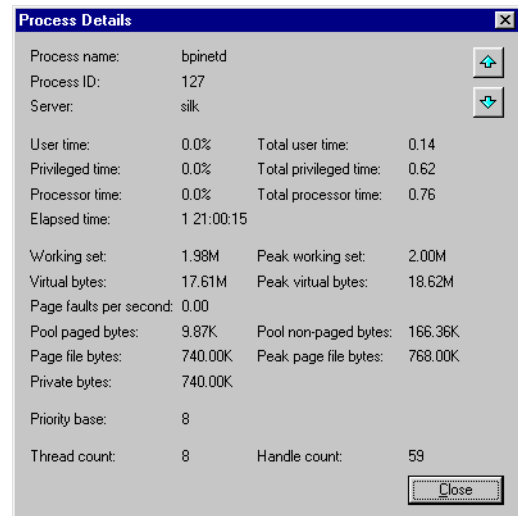 Process Details
Process name: bpinetd
Process ID: 127
Server: silk
User time: 0.0% Total user time: 0.14
Privileged time: 0.0% Total privileged time: 0.62
Processor time: 0.0% Total processor time: 0.76
Elapsed time: 1 21:00:15
Working set: 1.98M Peak working set: 2.00M
Virtual bytes: 17.61M Peak virtual bytes: 18.62M
Page faults per second: 0.00
Pool paged bytes: 9.87K Pool non-paged bytes: 166.36K
Page file bytes: 740.00K Peak page file bytes: 768.00K
Private bytes: 740.00K
Priority base: 8
Thread count: 8 Handle count: 59
Close